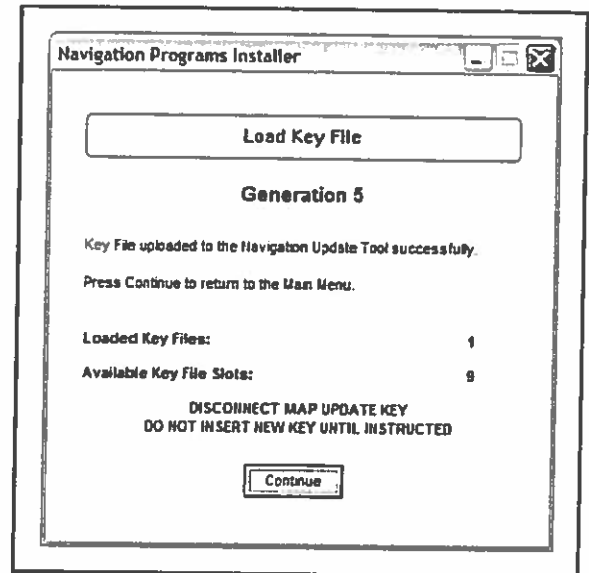 Navigation Programs Installer
Load Key File
Generation 5
Key File uploaded to the Navigation Update Tool successfully.
Press Continue to return to the Main Menu.
Loaded Key Files: 1
Available Key File Slots: 9
DISCONNECT MAP UPDATE KEY
DO NOT INSERT NEW KEY UNTIL INSTRUCTED
Continue